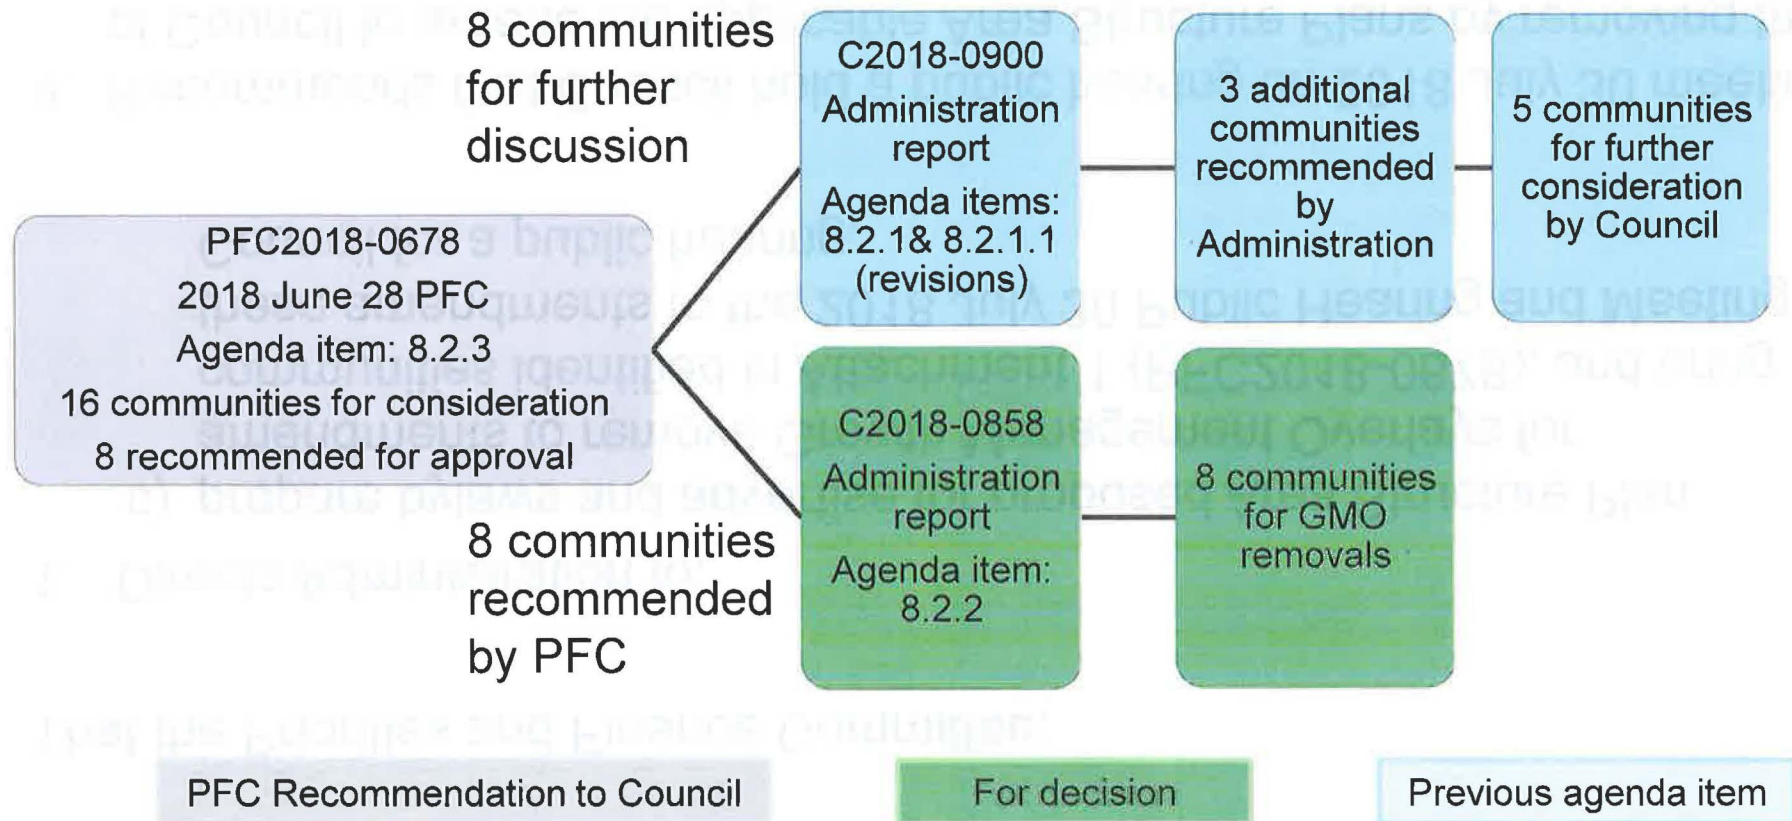 8 communities
for further
discussion
PFC2018-0678
2018 June 28 PFC
Agenda item: 8.2.3
16 communities for consideration
8 recommended for approval
8 communities
recommended
by PFC
C2018-0900
Administration
report
Agenda items:
8.2.1& 8.2.1.1
(revisions)
3 additional
communities
recommended
by
Administration
5 communities
for further
consideration
by Council
C2018-0858
Administration
report
Agenda item:
8.2.2
8 communities
for GMO
removals
PFC Recommendation to Council
For decision
Previous agenda item